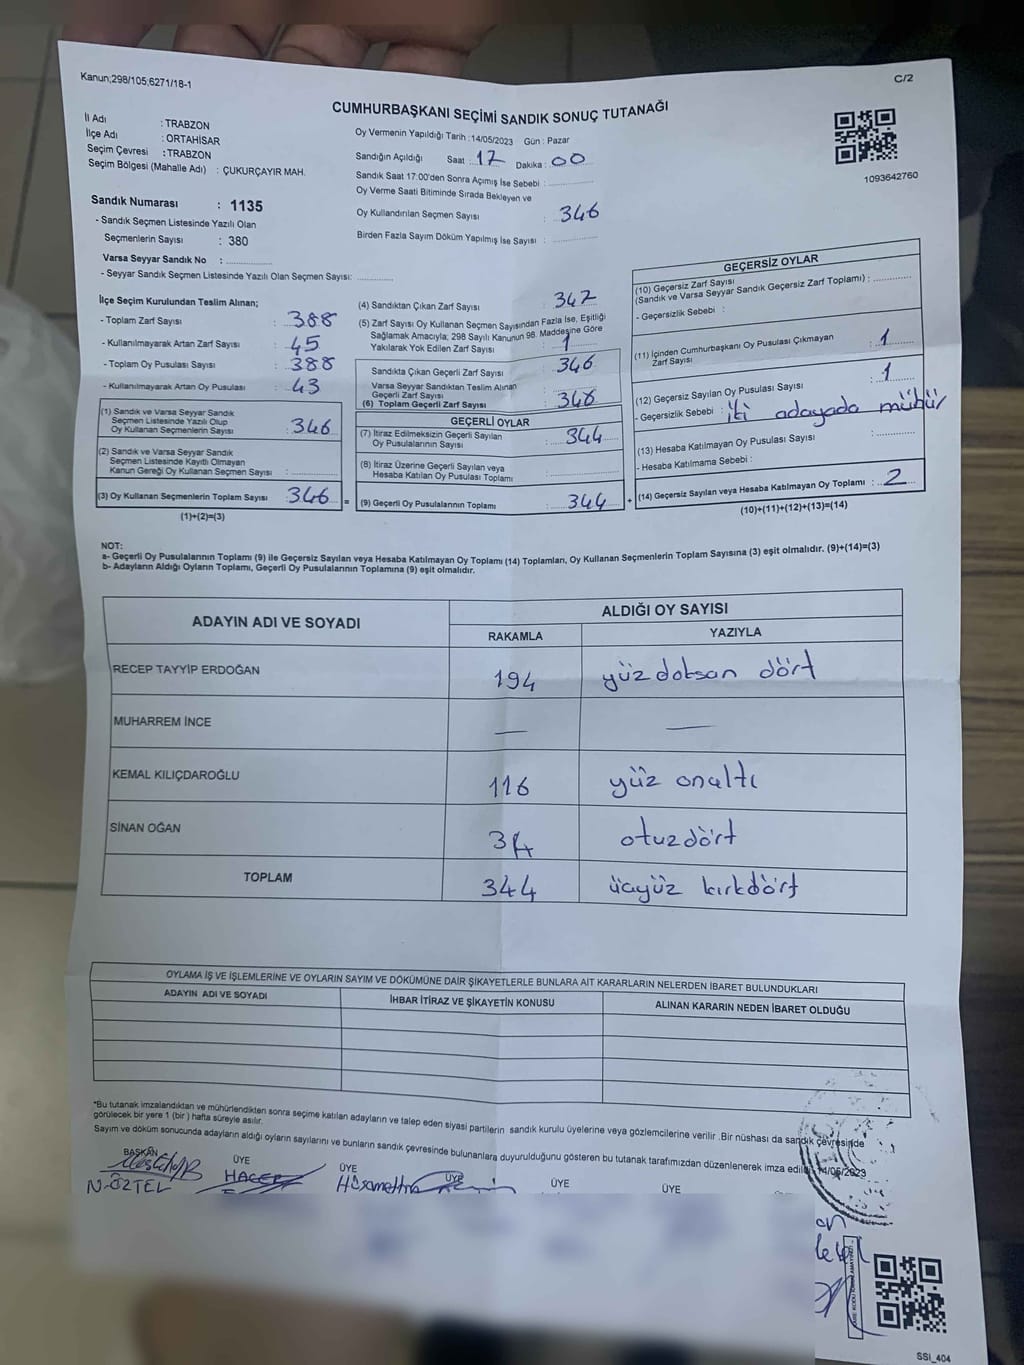 Kanun;298/105;6271/18-1
C/2
CUMHURBAŞKANI SEÇİMİ SANDIK SONUÇ TUTANAĞI
İl Adı : TRABZON
İlçe Adı : ORTAHİSAR
Seçim Çevresi : TRABZON
Seçim Bölgesi (Mahalle Adı) : ÇUKURÇAYIR MAH.
Oy Vermenin Yapıldığı Tarih :14/05/2023 Gün : Pazar
Sandığın Açıldığı Saat : 17 Dakika : 00
Sandık Saat 17:00'den Sonra Açımış İse Sebebi :
Oy Verme Saati Bitiminde Sırada Bekleyen ve
Oy Kullandırılan Seçmen Sayısı : 346
Birden Fazla Sayım Döküm Yapılmış İse Sayısı :
1093642760
Sandık Numarası : 1135
- Sandık Seçmen Listesinde Yazılı Olan
Seçmenlerin Sayısı : 380
Varsa Seyyar Sandık No :
- Seyyar Sandık Seçmen Listesinde Yazılı Olan Seçmen Sayısı:
İlçe Seçim Kurulundan Teslim Alınan;
- Toplam Zarf Sayısı : 388
- Kullanılmayarak Artan Zarf Sayısı : 45
- Toplam Oy Pusulası Sayısı : 388
- Kullanılmayarak Artan Oy Pusulası : 43
(1) Sandık ve Varsa Seyyar Sandık
Seçmen Listesinde Yazılı Olup
Oy Kullanan Seçmenlerin Sayısı : 346
(2) Sandık ve Varsa Seyyar Sandık
Seçmen Listesinde Kayıtlı Olmayan
Kanun Gereği Oy Kullanan Seçmen Sayısı :
(3) Oy Kullanan Seçmenlerin Toplam Sayısı : 346 =
(1)+(2)=(3)
(4) Sandıktan Çıkan Zarf Sayısı : 347
(5) Zarf Sayısı Oy Kullanan Seçmen Sayısından Fazla İse, Eşitliği
Sağlamak Amacıyla; 298 Sayılı Kanunun 98. Maddesine Göre
Yakılarak Yok Edilen Zarf Sayısı : 1
Sandıkta Çıkan Geçerli Zarf Sayısı : 346
Varsa Seyyar Sandıktan Teslim Alınan
Geçerli Zarf Sayısı
(6) Toplam Geçerli Zarf Sayısı : 346
GEÇERLİ OYLAR
(7) İtiraz Edilmeksizin Geçerli Sayılan
Oy Pusulalarının Sayısı : 344
(8) İtiraz Üzerine Geçerli Sayılan veya
Hesaba Katılan Oy Pusulası Toplamı :
(9) Geçerli Oy Pusulalarının Toplamı : 344 +
GEÇERSİZ OYLAR
(10) Geçersiz Zarf Sayısı
(Sandık ve Varsa Seyyar Sandık Geçersiz Zarf Toplamı) :
- Geçersizlik Sebebi :
(11) İçinden Cumhurbaşkanı Oy Pusulası Çıkmayan
Zarf Sayısı : 1
(12) Geçersiz Sayılan Oy Pusulası Sayısı : 1
- Geçersizlik Sebebi : İki adayada mühür
(13) Hesaba Katılmayan Oy Pusulası Sayısı :
- Hesaba Katılmama Sebebi :
(14) Geçersiz Sayılan veya Hesaba Katılmayan Oy Toplamı : 2
(10)+(11)+(12)+(13)=(14)
NOT:
a- Geçerli Oy Pusulalarının Toplamı (9) ile Geçersiz Sayılan veya Hesaba Katılmayan Oy Toplamı (14) Toplamları, Oy Kullanan Seçmenlerin Toplam Sayısına (3) eşit olmalıdır. (9)+(14)=(3)
b- Adayların Aldığı Oyların Toplamı, Geçerli Oy Pusulalarının Toplamına (9) eşit olmalıdır.
ADAYIN ADI VE SOYADI
ALDIĞI OY SAYISI
RAKAMLA YAZIYLA
RECEP TAYYİP ERDOĞAN 194 yüzdoksan dört
MUHARREM İNCE — —
KEMAL KILIÇDAROĞLU 116 yüz onaltı
SİNAN OĞAN 34 otuzdört
TOPLAM 344 üçyüz kırkdört
OYLAMA İŞ VE İŞLEMLERİNE VE OYLARIN SAYIM VE DÖKÜMÜNE DAİR ŞİKAYETLERLE BUNLARA AİT KARARLARIN NELERDEN İBARET BULUNDUKLARI
ADAYIN ADI VE SOYADI İHBAR İTİRAZ VE ŞİKAYETİN KONUSU ALINAN KARARIN NEDEN İBARET OLDUĞU
*Bu tutanak imzalandıktan ve mühürlendikten sonra seçime katılan adayların ve talep eden siyasi partilerin sandık kurulu üyelerine veya gözlemcilerine verilir .Bir nüshası da sandık çevresinde
görülecek bir yere 1 (bir ) hafta süreyle asılır.
Sayım ve döküm sonucunda adayların aldığı oyların sayılarını ve bunların sandık çevresinde bulunanlara duyurulduğunu gösteren bu tutanak tarafımızdan düzenlenerek imza edildi. 14/05/2023
BAŞKAN ÜYE ÜYE ÜYE ÜYE ÜYE
N-ÖZTEL
SSI_404